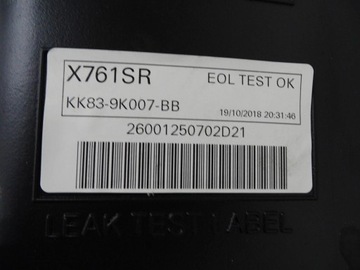 X761SR EOL TEST OK
KK83-9K007-BB 19/10/2018 20:31:46
26001250702D21
LEAK TEST LABEL